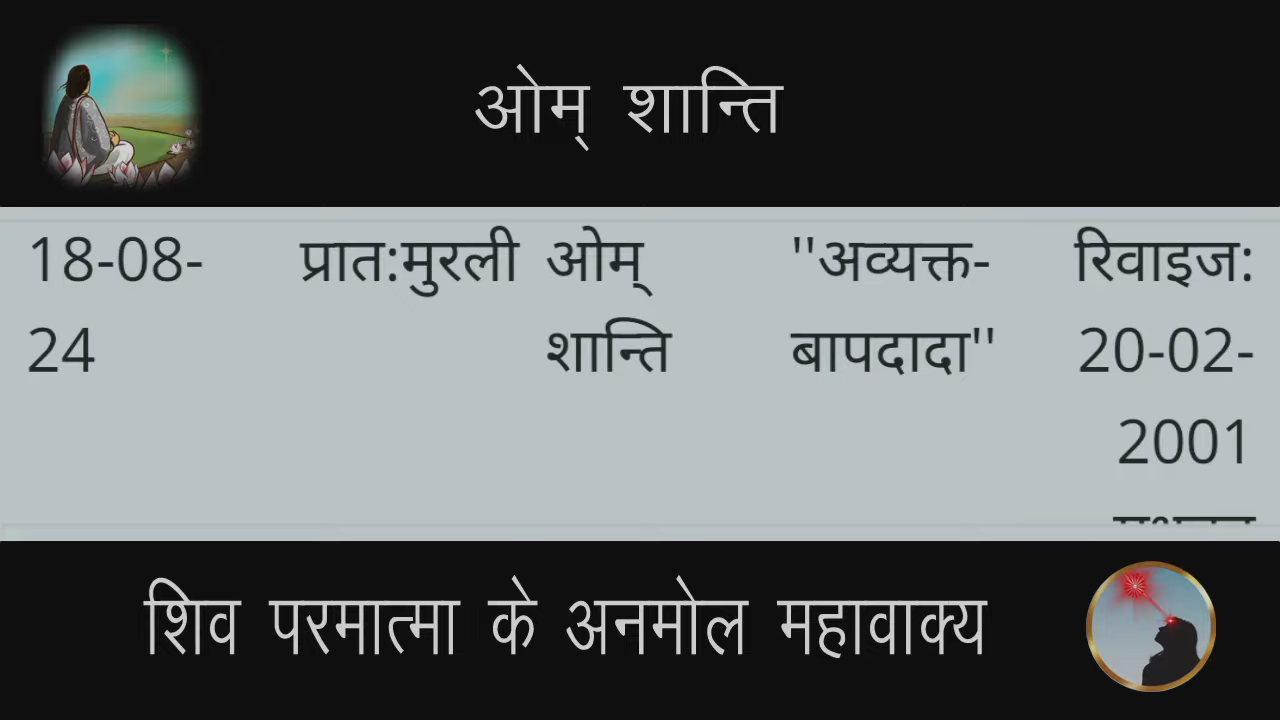 ओम् शान्ति
18-08- प्रात:मुरली ओम् ''अव्यक्त- रिवाइज:
24 शान्ति बापदादा'' 20-02-
2001
शिव परमात्मा के अनमोल महावाक्य